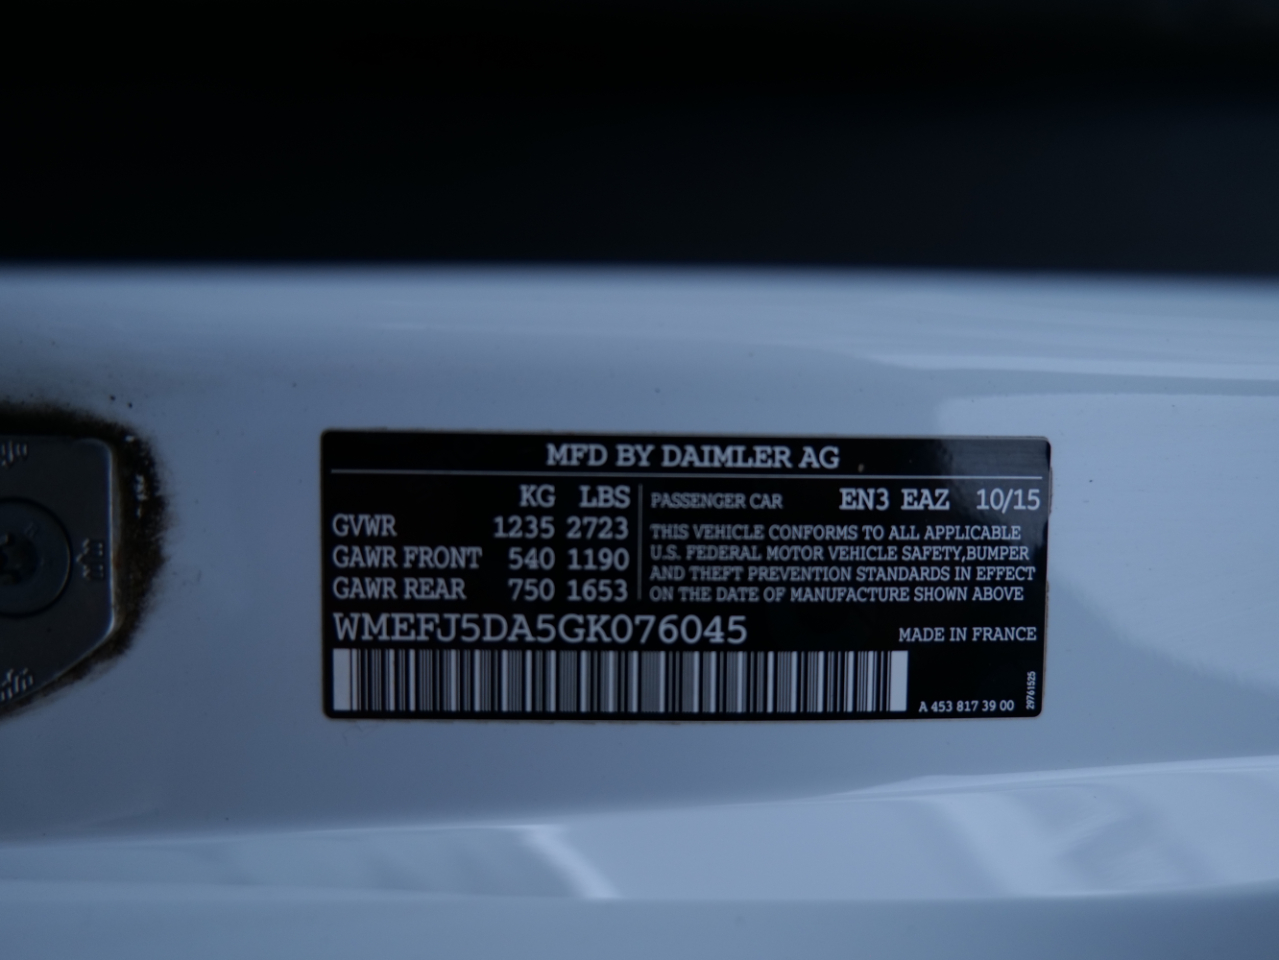 MFD BY DAIMLER AG
KG LBS
GVWR 1235 2723
GAWR FRONT 540 1190
GAWR REAR 750 1653
PASSENGER CAR EN3 EAZ 10/15
THIS VEHICLE CONFORMS TO ALL APPLICABLE
U.S. FEDERAL MOTOR VEHICLE SAFETY,BUMPER
AND THEFT PREVENTION STANDARDS IN EFFECT
ON THE DATE OF MANUFACTURE SHOWN ABOVE
WMEFJ5DA5GK076045
MADE IN FRANCE
A 453 817 39 00
29761525